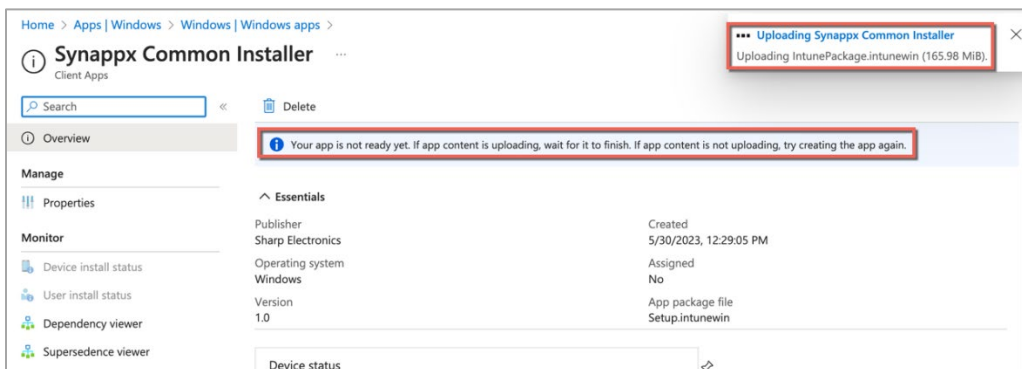 Home > Apps | Windows > Windows | Windows apps >
Synappx Common Installer ...
Client Apps
Uploading Synappx Common Installer
Uploading IntunePackage.intunewin (165.98 MiB).
Search
Delete
Overview
Your app is not ready yet. If app content is uploading, wait for it to finish. If app content is not uploading, try creating the app again.
Manage
Properties
Monitor
Device install status
User install status
Dependency viewer
Supersedence viewer
Essentials
Publisher
Sharp Electronics
Created
5/30/2023, 12:29:05 PM
Operating system
Windows
Assigned
No
Version
1.0
App package file
Setup.intunewin
Device status